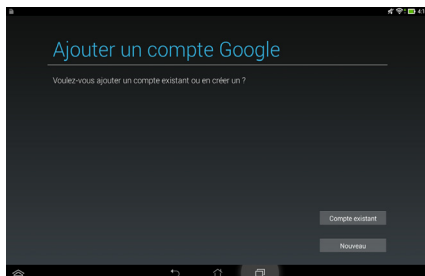 Ajouter un compte Google
Voulez-vous ajouter un compte existant ou en créer un ?
Compte existant
Nouveau